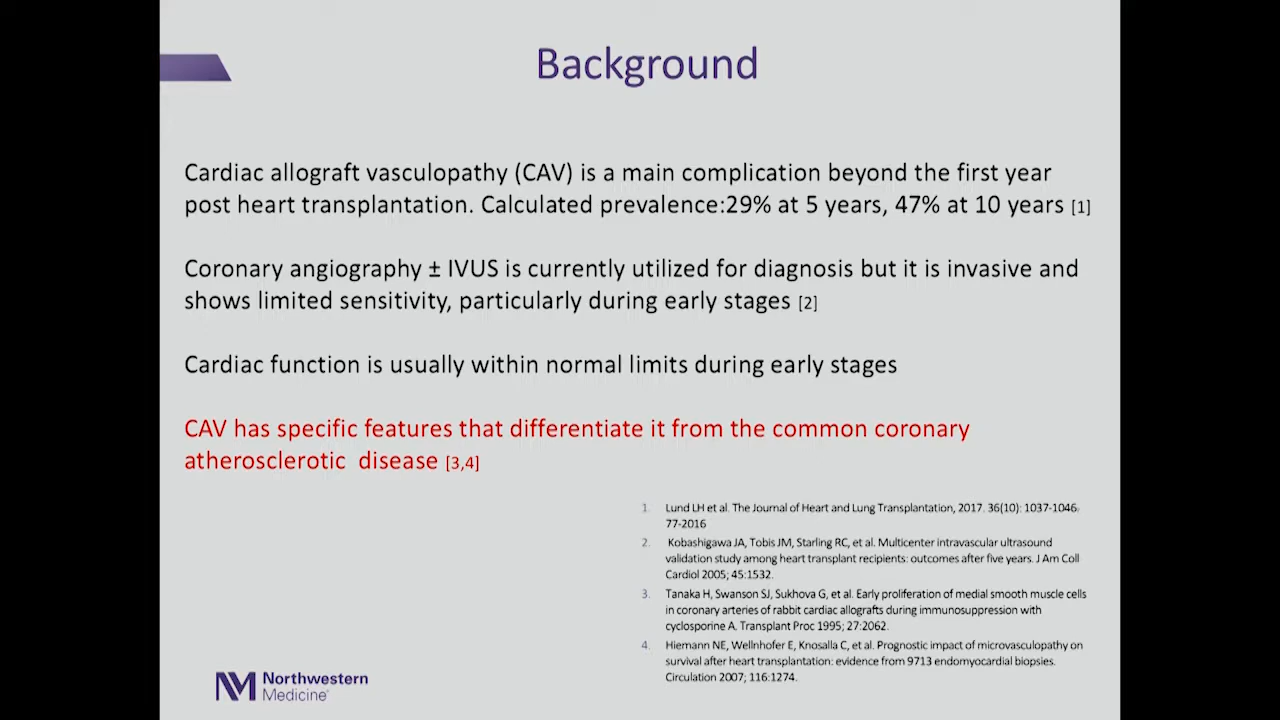 Background
Cardiac allograft vasculopathy (CAV) is a main complication beyond the first year
post heart transplantation. Calculated prevalence:29% at 5 years, 47% at 10 years [1]
Coronary angiography ± IVUS is currently utilized for diagnosis but it is invasive and
shows limited sensitivity, particularly during early stages [2]
Cardiac function is usually within normal limits during early stages
CAV has specific features that differentiate it from the common coronary
atherosclerotic disease [3,4]
1. Lund LH et al. The Journal of Heart and Lung Transplantation, 2017. 36(10): 1037-1046.
77-2016
2. Kobashigawa JA, Tobis JM, Starling RC, et al. Multicenter intravascular ultrasound
validation study among heart transplant recipients: outcomes after five years. J Am Coll
Cardiol 2005; 45:1532.
3. Tanaka H, Swanson SJ, Sukhova G, et al. Early proliferation of medial smooth muscle cells
in coronary arteries of rabbit cardiac allografts during immunosuppression with
cyclosporine A. Transplant Proc 1995; 27:2062.
4. Hiemann NE, Wellnhofer E, Knosalla C, et al. Prognostic impact of microvasculopathy on
survival after heart transplantation: evidence from 9713 endomyocardial biopsies.
Circulation 2007; 116:1274.
Northwestern
Medicine®